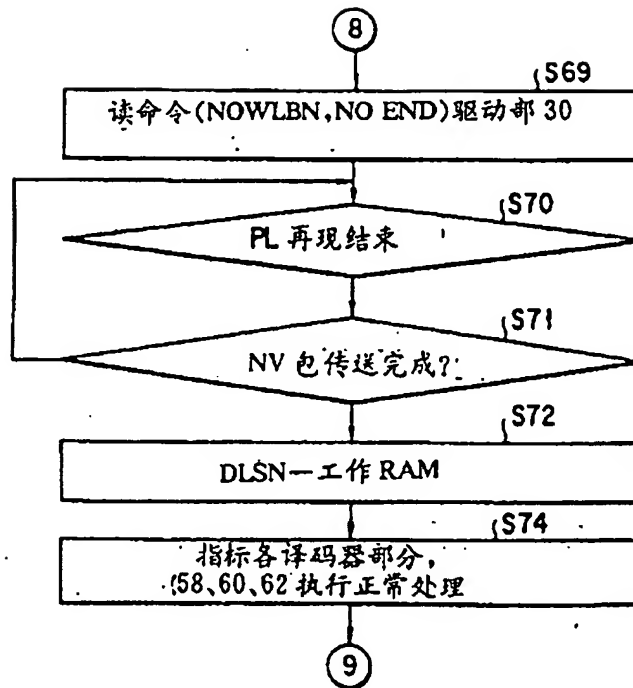 8
S69
读命令(NOWLBN,NO END)驱动部 30
S70
PL 再现结束
S71
NV 包传送完成?
S72
DLSN—工作 RAM
S74
指标各译码器部分,
58、60、62 执行正常处理
9